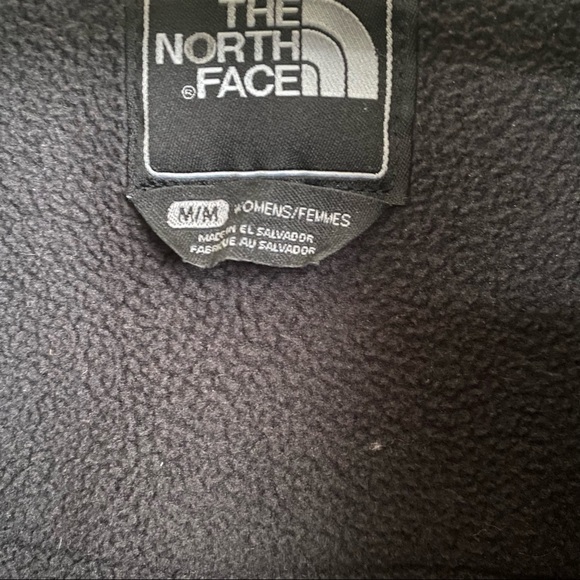 THE
NORTH
®FACE
M/M WOMENS/FEMMES
MADE IN EL SALVADOR
FABRIQUE AU SALVADOR